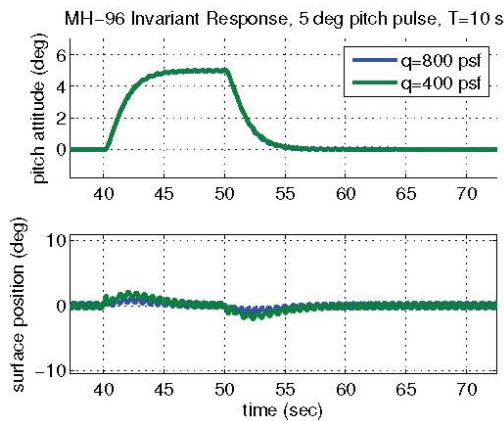 MH-96 Invariant Response, 5 deg pitch pulse, T=10 s
pitch attitude (deg)
6
4
2
0
q=800 psf
q=400 psf
40 45 50 55 60 65 70
surface position (deg)
10
0
-10
40 45 50 55 60 65 70
time (sec)